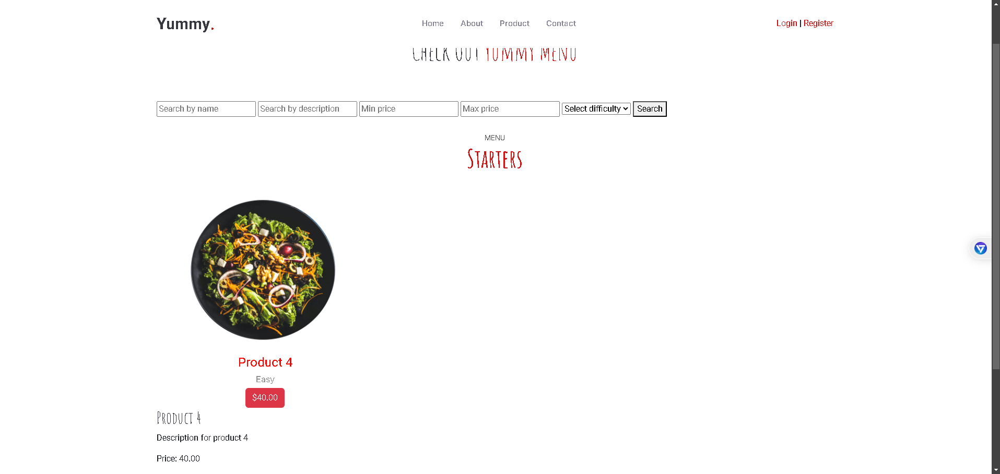 Yummy.
Home About Product Contact
Login | Register
CHECK OUT YUMMY MENU
Search by name Search by description Min price Max price Select difficulty Search
MENU
STARTERS
Product 4
Easy
$40.00
PRODUCT 4
Description for product 4
Price: 40.00